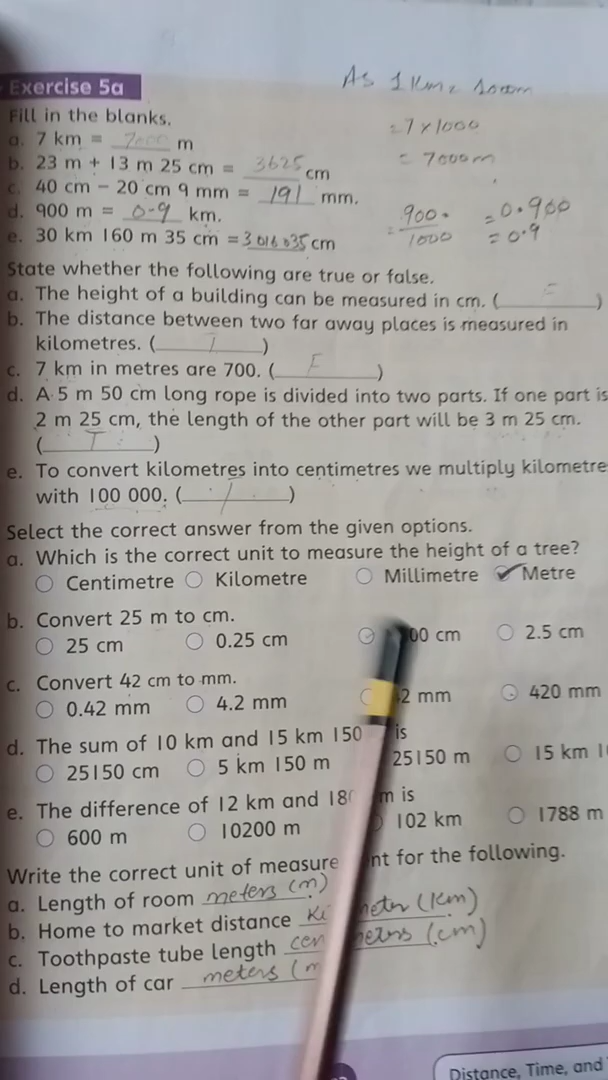 As 1 Km = 1000m
Exercise 5a
Fill in the blanks.
= 7 x 1000
a. 7 km = 7000 m
= 7000m
b. 23 m + 13 m 25 cm = 3625 cm
c. 40 cm – 20 cm 9 mm = 191 mm.
d. 900 m = 0-9 km.
= 900. = 0.900
1000 = 0.9
e. 30 km 160 m 35 cm = 3016035 cm
State whether the following are true or false.
a. The height of a building can be measured in cm. ( )
b. The distance between two far away places is measured in
kilometres. ( T )
c. 7 km in metres are 700. ( F )
d. A 5 m 50 cm long rope is divided into two parts. If one part is
2 m 25 cm, the length of the other part will be 3 m 25 cm.
( T )
e. To convert kilometres into centimetres we multiply kilometre
with 100 000. ( )
Select the correct answer from the given options.
a. Which is the correct unit to measure the height of a tree?
Centimetre Kilometre Millimetre Metre
b. Convert 25 m to cm.
25 cm 0.25 cm 00 cm 2.5 cm
c. Convert 42 cm to mm.
0.42 mm 4.2 mm 2 mm 420 mm
d. The sum of 10 km and 15 km 150 is
25150 cm 5 km 150 m 25150 m 15 km
e. The difference of 12 km and 180 m is
600 m 10200 m 102 km 1788 m
Write the correct unit of measure nt for the following.
a. Length of room meters (m)
b. Home to market distance Ki meter (km)
c. Toothpaste tube length cen meters (cm)
d. Length of car meters (m
Distance, Time, and